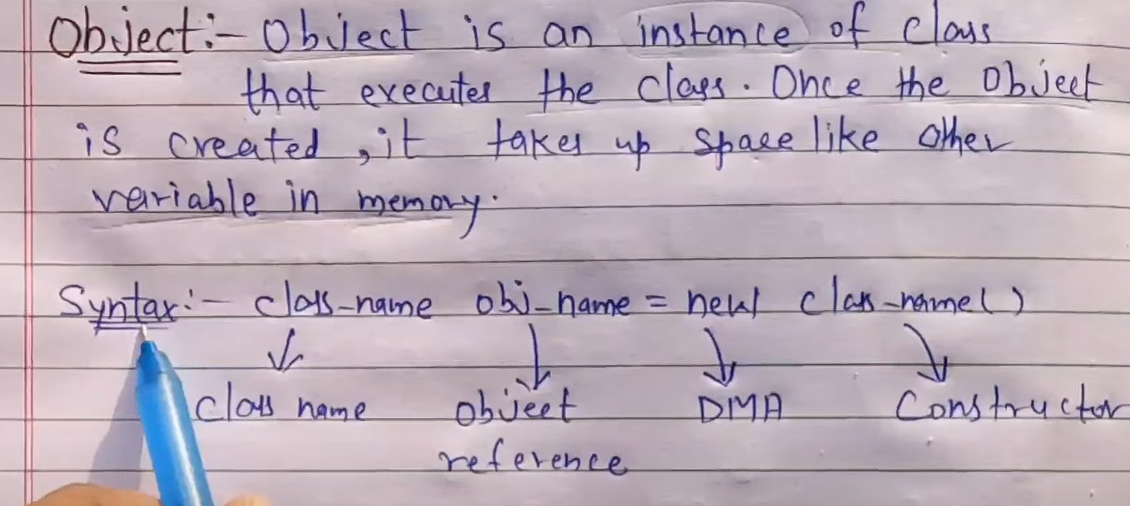 Object:- Object is an instance of class
that executes the class. Once the Object
is created, it takes up space like other
variable in memory.
Syntax:- class-name obj-name = new class-name()
class name object DMA Constructor
reference